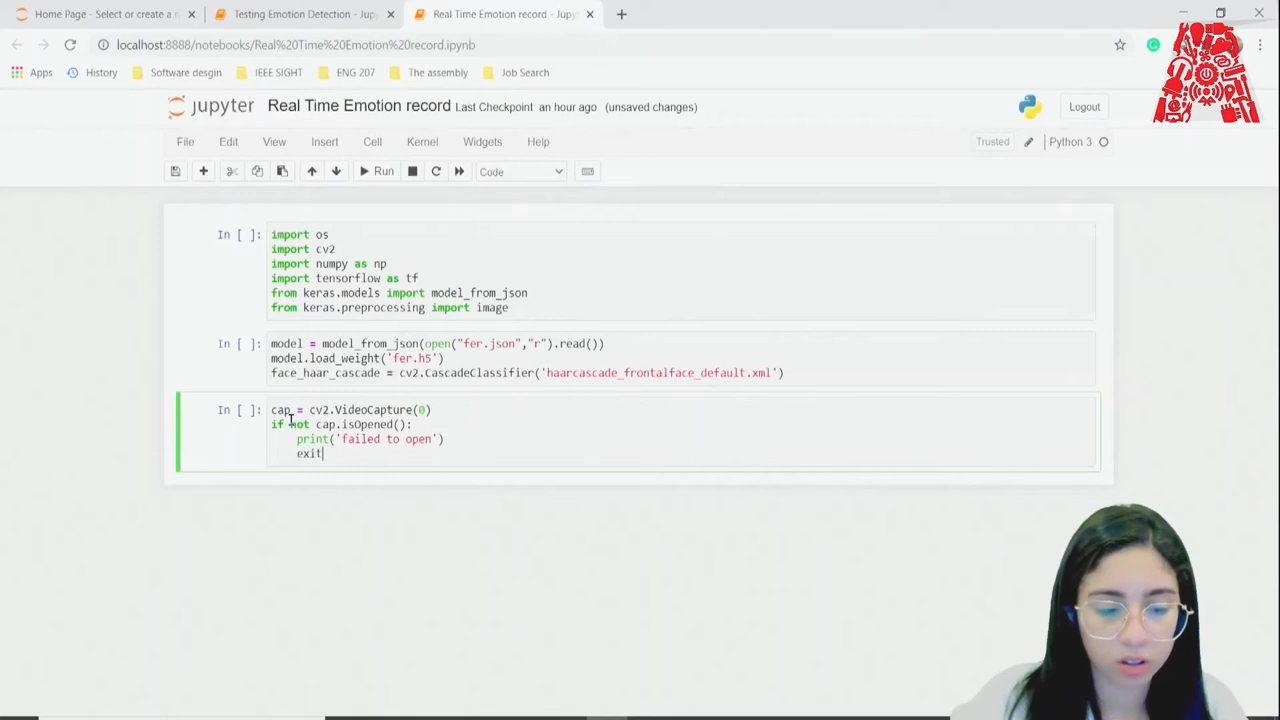 Home Page - Select or create a n
Testing Emotion Detection - Jup
Real Time Emotion record - Jupy
localhost:8888/notebooks/Real%20Time%20Emotion%20record.ipynb
Apps History Software desgin IEEE SIGHT ENG 207 The assembly Job Search
jupyter Real Time Emotion record Last Checkpoint an hour ago (unsaved changes) Logout
File Edit View Insert Cell Kernel Widgets Help Trusted Python 3
Run Code
In [ ]: import os
import cv2
import numpy as np
import tensorflow as tf
from keras.models import model_from_json
from keras.preprocessing import image
In [ ]: model = model_from_json(open("fer.json","r").read())
model.load_weight('fer.h5')
face_haar_cascade = cv2.CascadeClassifier('haarcascade_frontalface_default.xml')
In [ ]: cap = cv2.VideoCapture(0)
if not cap.isOpened():
print('failed to open')
exit